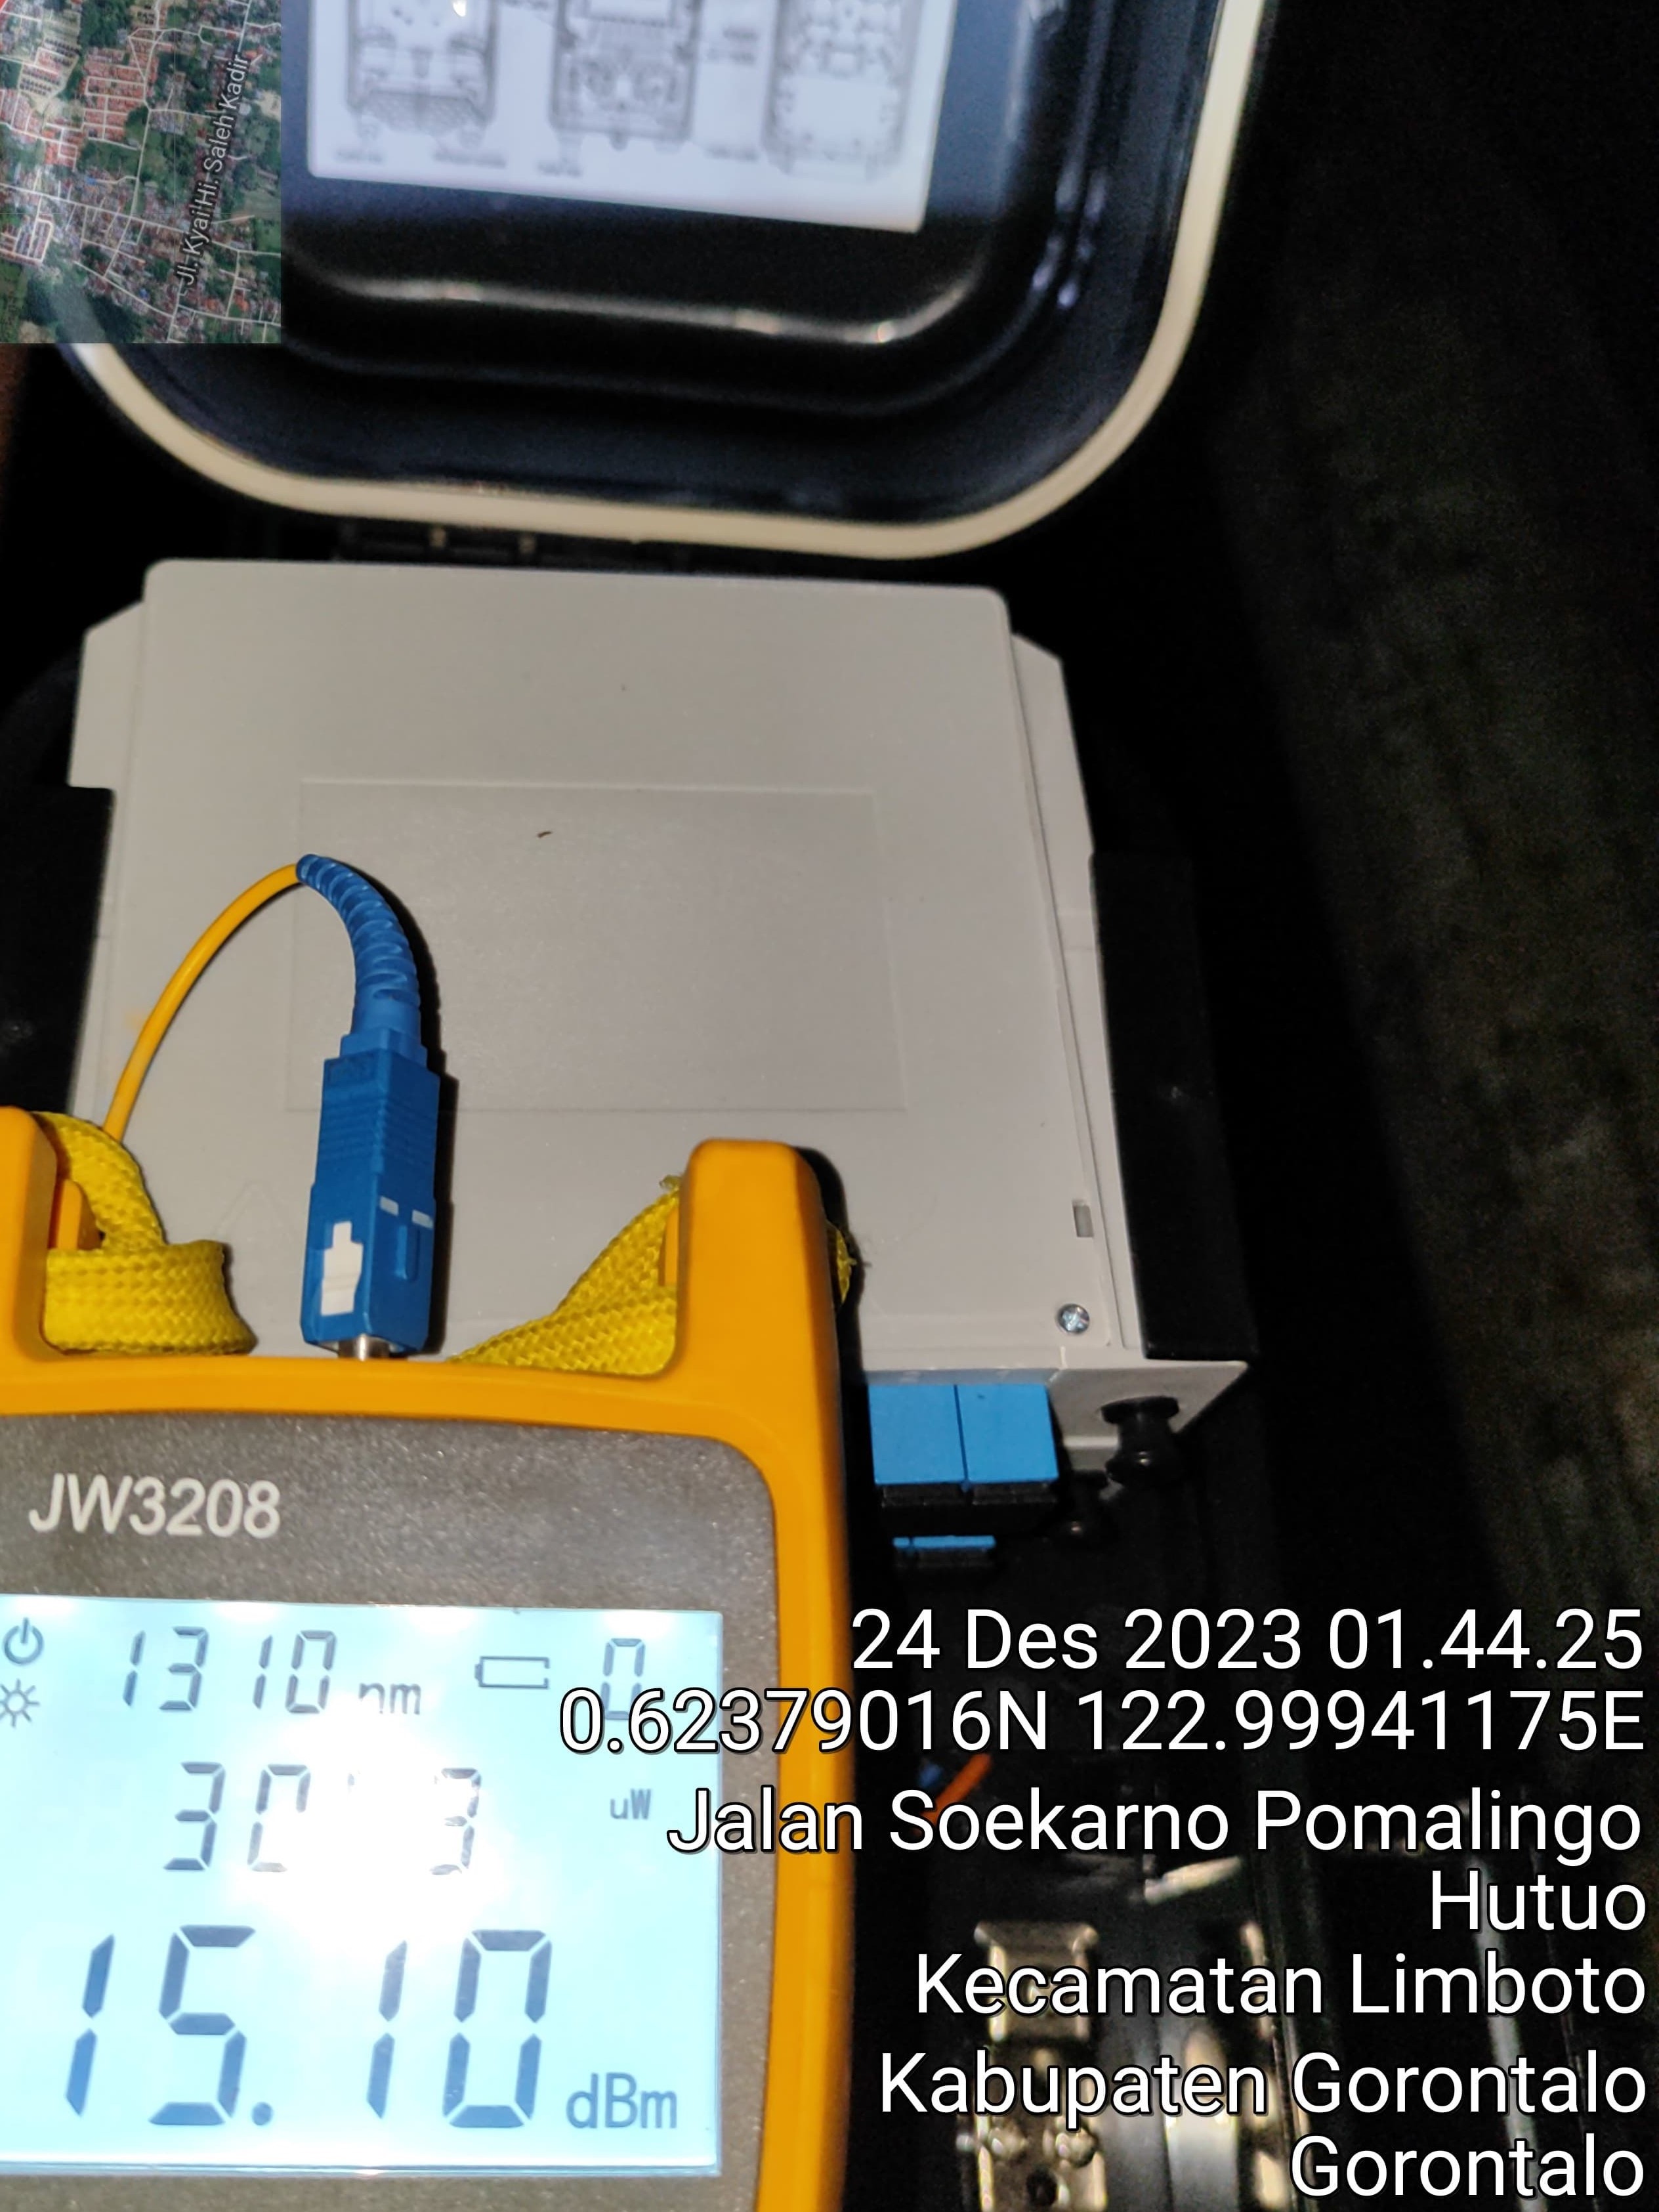 Jl. Kyai Hi. Saleh Kadir
JW3208
1310 nm 0
uW
15.10 dBm
24 Des 2023 01.44.25
0.62379016N 122.99941175E
Jalan Soekarno Pomalingo
Hutuo
Kecamatan Limboto
Kabupaten Gorontalo
Gorontalo